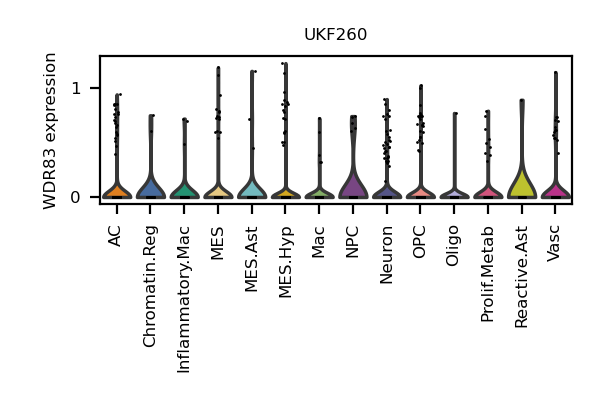 UKF260
WDR83 expression
1
0
AC
Chromatin.Reg
Inflammatory.Mac
MES
MES.Ast
MES.Hyp
Mac
NPC
Neuron
OPC
Oligo
Prolif.Metab
Reactive.Ast
Vasc